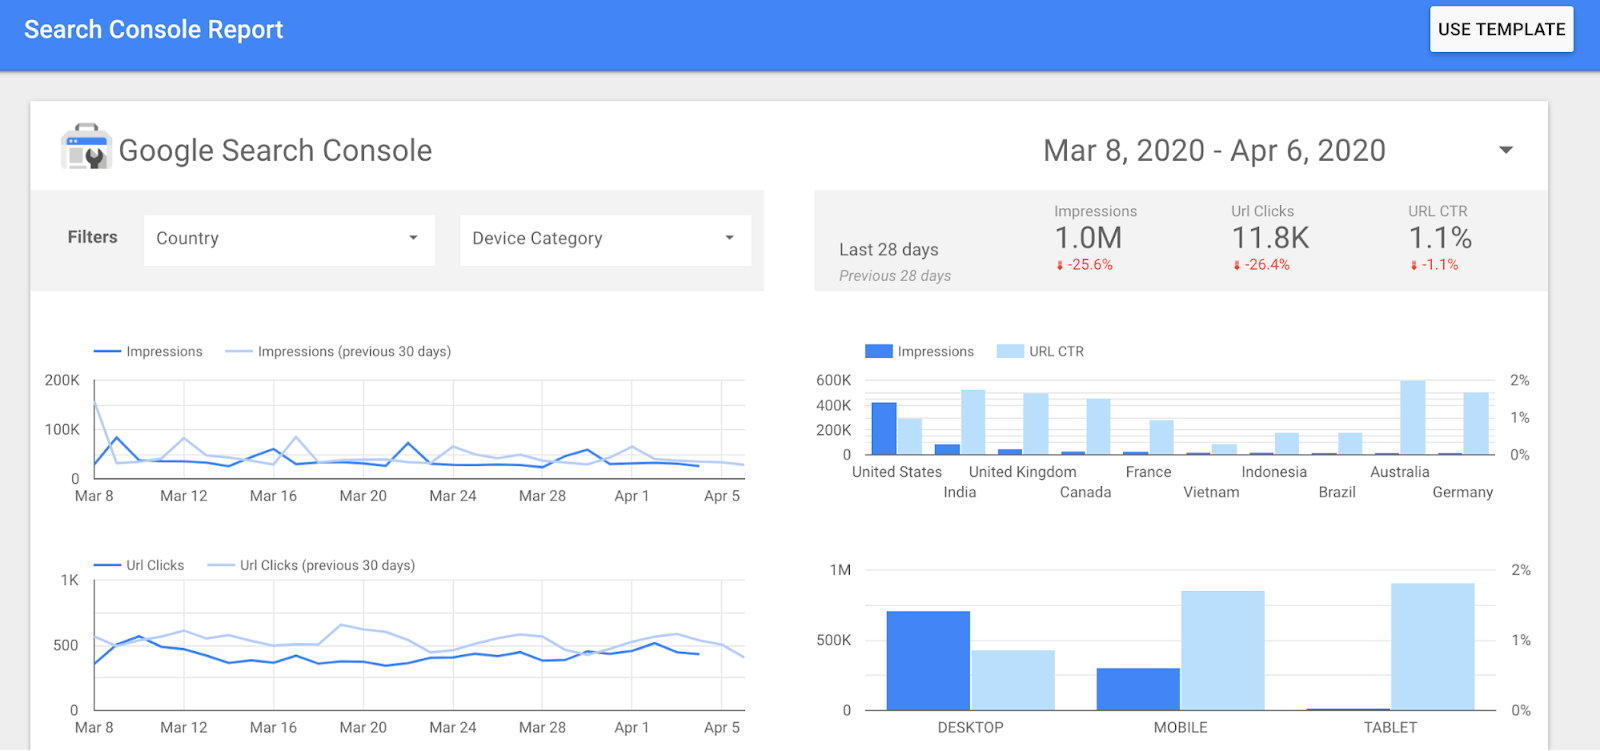 Search Console Report
USE TEMPLATE
Google Search Console
Mar 8, 2020 - Apr 6, 2020
Filters
Country
Device Category
Last 28 days
Previous 28 days
Impressions
1.0M
-25.6%
Url Clicks
11.8K
-26.4%
URL CTR
1.1%
-1.1%
Impressions
Impressions (previous 30 days)
200K
100K
0
Mar 8 Mar 12 Mar 16 Mar 20 Mar 24 Mar 28 Apr 1 Apr 5
Impressions
URL CTR
600K
400K
200K
0
2%
1%
0%
United States United Kingdom France Indonesia Australia
India Canada Vietnam Brazil Germany
Url Clicks
Url Clicks (previous 30 days)
1K
500
0
Mar 8 Mar 12 Mar 16 Mar 20 Mar 24 Mar 28 Apr 1 Apr 5
1M
500K
0
2%
1%
0%
DESKTOP MOBILE TABLET